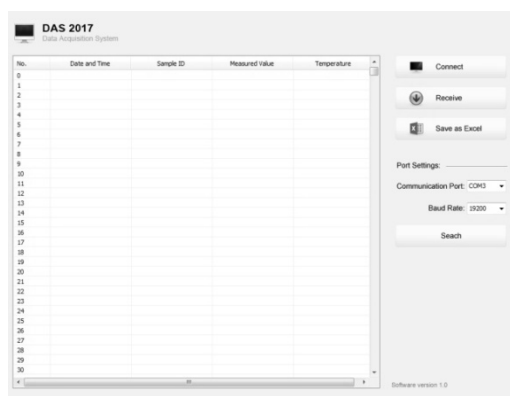 DAS 2017
Data Acquisition System
No. Date and Time Sample ID Measured Value Temperature
0
1
2
3
4
5
6
7
8
9
10
11
12
13
14
15
16
17
18
19
20
21
22
23
24
25
26
27
28
29
30
Connect
Receive
Save as Excel
Port Settings:
Communication Port: COM3
Baud Rate: 19200
Seach
Software version 1.0